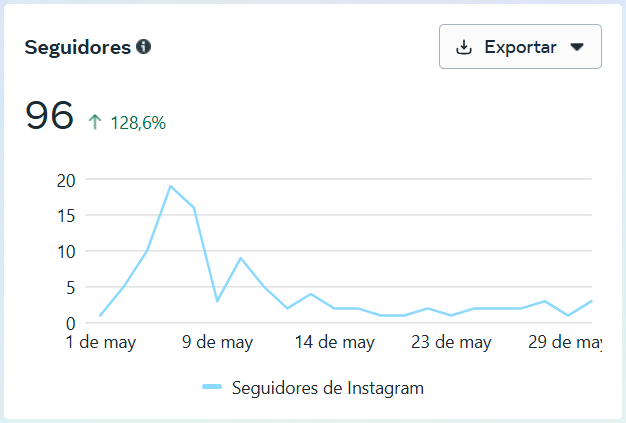 Seguidores
Exportar
96 ↑ 128,6%
20
15
10
5
0
1 de may 9 de may 14 de may 23 de may 29 de may
Seguidores de Instagram